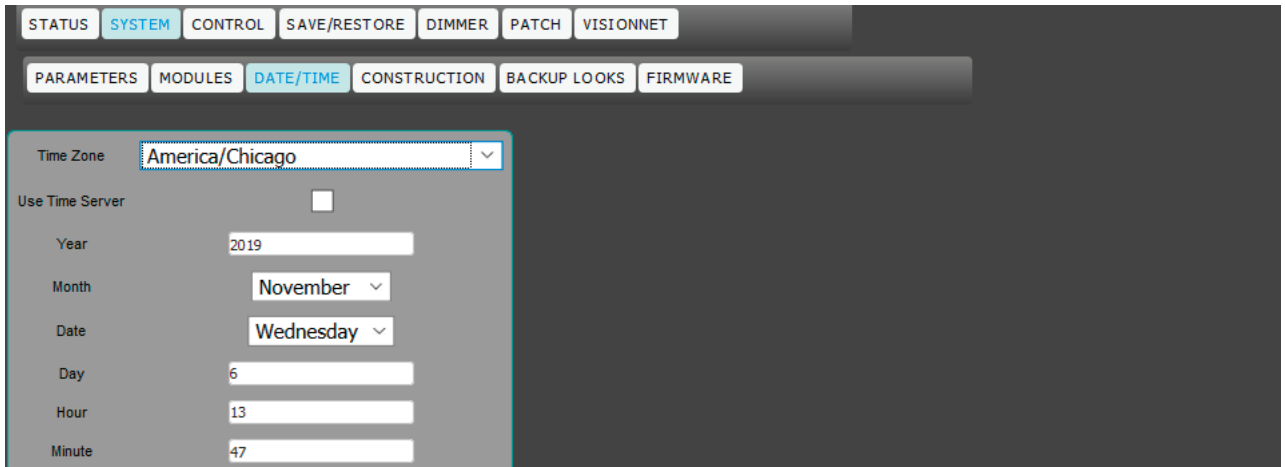 STATUS SYSTEM CONTROL SAVE/RESTORE DIMMER PATCH VISIONNET
PARAMETERS MODULES DATE/TIME CONSTRUCTION BACKUP LOOKS FIRMWARE
Time Zone America/Chicago
Use Time Server
Year 2019
Month November
Date Wednesday
Day 6
Hour 13
Minute 47